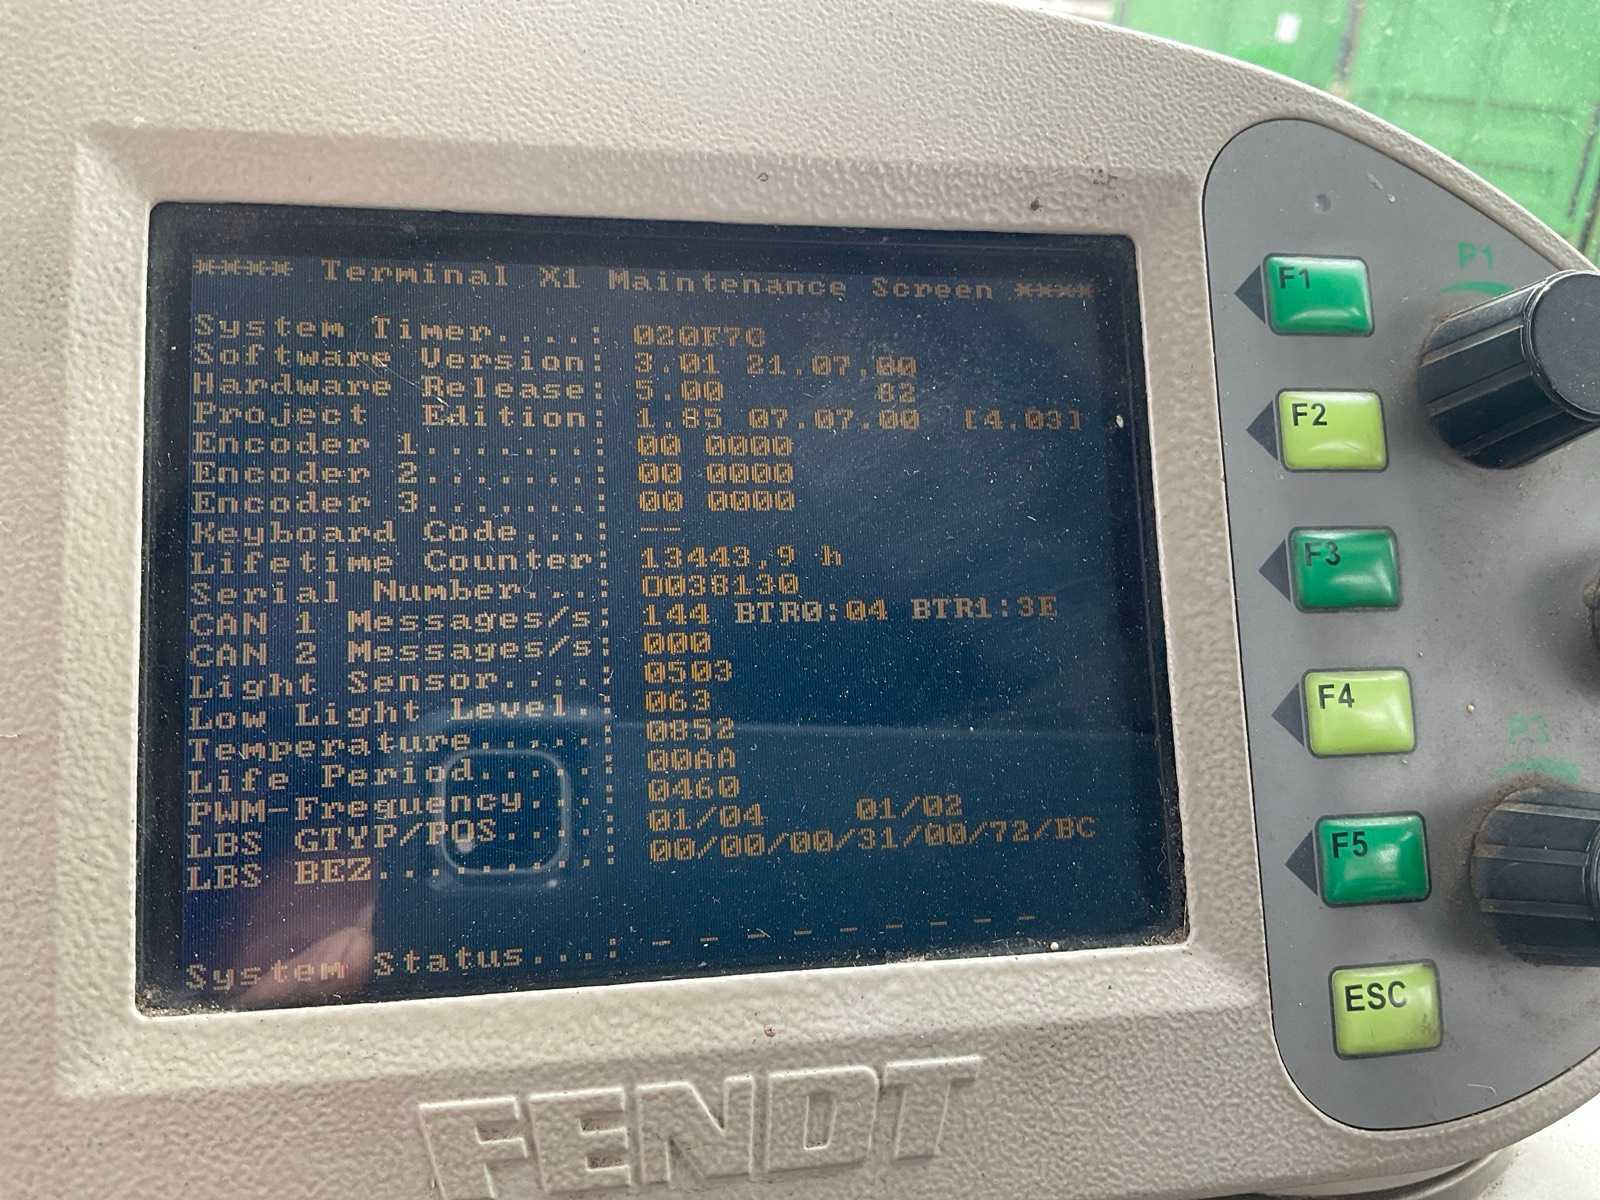 **** Terminal X1 Maintenance Screen ****
System Timer....: 020F70
Software Version: 3.01 21.07.00
Hardware Release: 5.00 82
Project Edition: 1.85 07.07.00 [4.03]
Encoder 1.......: 00 0000
Encoder 2.......: 00 0000
Encoder 3.......: 00 0000
Keyboard Code...: --
Lifetime Counter: 13443,9 h
Serial Number...: O038130
CAN 1 Messages/s: 144 BTR0:04 BTR1:3E
CAN 2 Messages/s: 000
Light Sensor....: 0503
Low Light Level.: 063
Temperature.....: 0852
Life Period.....: 00AA
PWM-Frequency...: 0460
LBS GTYP/POS....: 01/04 01/02
LBS BEZ.........: 00/00/00/31/00/72/BC
System Status...: - - - - - - - - -
F1
F2
F3
F4
F5
ESC
P1
P3
FENDT